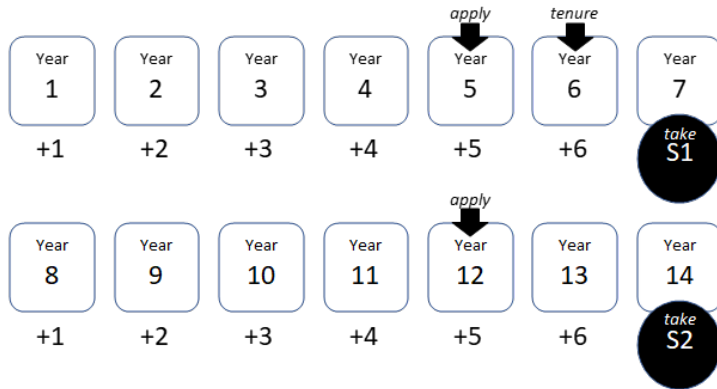 apply tenure
Year Year Year Year Year Year Year
1 2 3 4 5 6 7
+1 +2 +3 +4 +5 +6 take
S1
apply
Year Year Year Year Year Year Year
8 9 10 11 12 13 14
+1 +2 +3 +4 +5 +6 take
S2